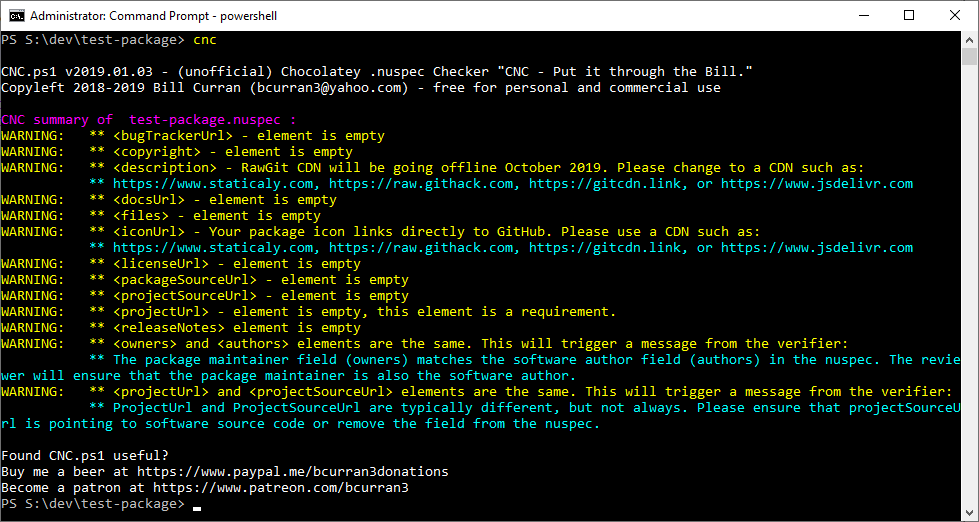 Administrator: Command Prompt - powershell
PS S:\dev\test-package> cnc
CNC.ps1 v2019.01.03 - (unofficial) Chocolatey .nuspec Checker "CNC - Put it through the Bill."
Copyleft 2018-2019 Bill Curran (bcurran3@yahoo.com) - free for personal and commercial use
CNC summary of  test-package.nuspec :
WARNING:   ** <bugTrackerUrl> - element is empty
WARNING:   ** <copyright> - element is empty
WARNING:   ** <description> - RawGit CDN will be going offline October 2019. Please change to a CDN such as:
           ** https://www.staticaly.com, https://raw.githack.com, https://gitcdn.link, or https://www.jsdelivr.com
WARNING:   ** <docsUrl> - element is empty
WARNING:   ** <files> - element is empty
WARNING:   ** <iconUrl> - Your package icon links directly to GitHub. Please use a CDN such as:
           ** https://www.staticaly.com, https://raw.githack.com, https://gitcdn.link, or https://www.jsdelivr.com
WARNING:   ** <licenseUrl> - element is empty
WARNING:   ** <packageSourceUrl> - element is empty
WARNING:   ** <projectSourceUrl> - element is empty
WARNING:   ** <projectUrl> - element is empty, this element is a requirement.
WARNING:   ** <releaseNotes> element is empty
WARNING:   ** <owners> and <authors> elements are the same. This will trigger a message from the verifier:
           ** The package maintainer field (owners) matches the software author field (authors) in the nuspec. The revie
wer will ensure that the package maintainer is also the software author.
WARNING:   ** <projectUrl> and <projectSourceUrl> elements are the same. This will trigger a message from the verifier:
           ** ProjectUrl and ProjectSourceUrl are typically different, but not always. Please ensure that projectSourceU
rl is pointing to software source code or remove the field from the nuspec.
Found CNC.ps1 useful?
Buy me a beer at https://www.paypal.me/bcurran3donations
Become a patron at https://www.patreon.com/bcurran3
PS S:\dev\test-package>